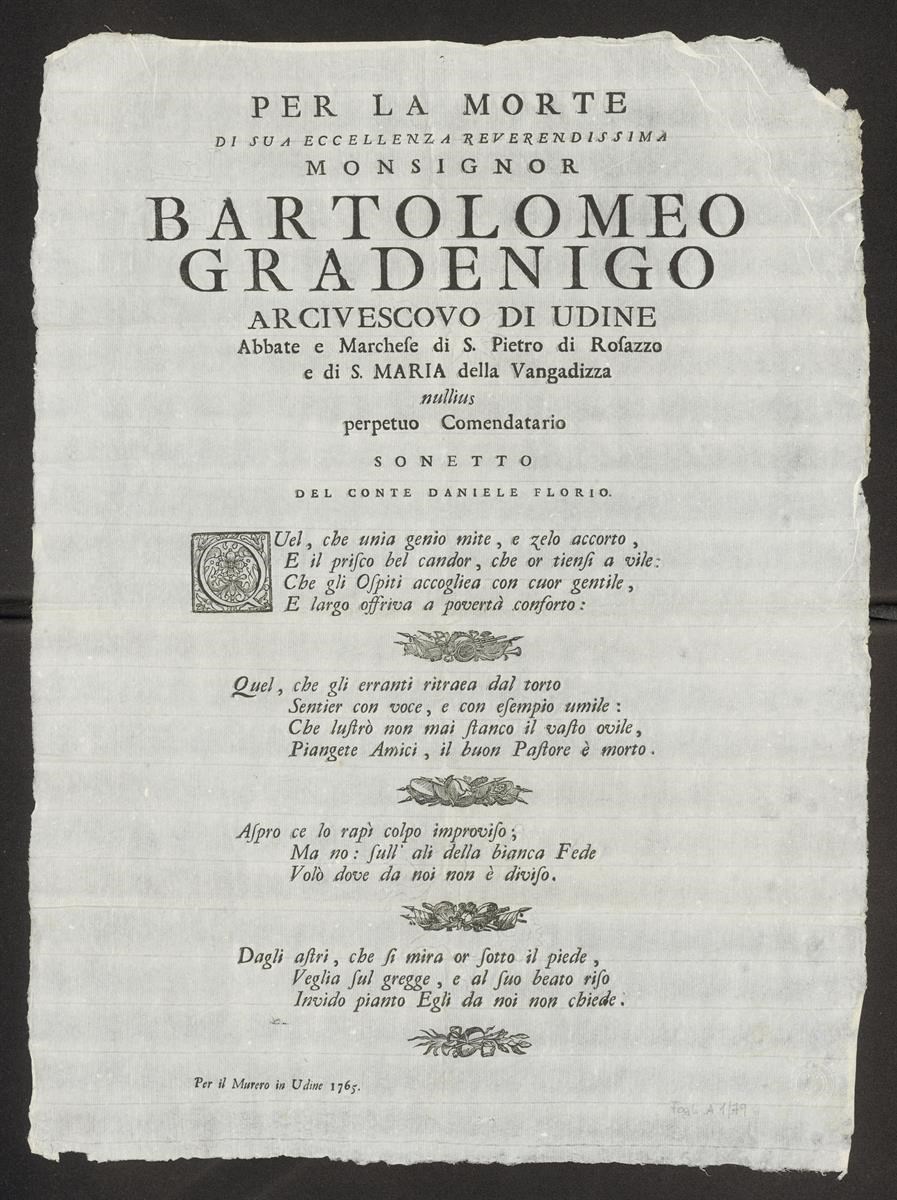 PER LA MORTE
DI SUA ECCELLENZA REVERENDISSIMA
MONSIGNOR
BARTOLOMEO
GRADENIGO
ARCIVESCOVO DI UDINE
Abbate e Marcheſe di S. Pietro di Roſazzo
e di S. MARIA della Vangadizza
nullius
perpetuo Comendatario
SONETTO
DEL CONTE DANIELE FLORIO.
QUel, che unia genio mite, e zelo accorto,
E il priſco bel candor, che or tienſi a vile:
Che gli Oſpiti accogliea con cuor gentile,
E largo offriva a povertà conforto:
Quel, che gli erranti ritraea dal torto
Sentier con voce, e con eſempio umile:
Che luſtrò non mai ſtanco il vaſto ovile,
Piangete Amici, il buon Paſtore è morto.
Aſpro ce lo rapì colpo improviſo;
Ma no: ſull' ali della bianca Fede
Volò dove da noi non è diviſo.
Dagli aſtri, che ſi mira or ſotto il piede,
Veglia ſul gregge, e al ſuo beato riſo
Invido pianto Egli da noi non chiede.
Per il Murero in Udine 1765.
Fogli A 1/79